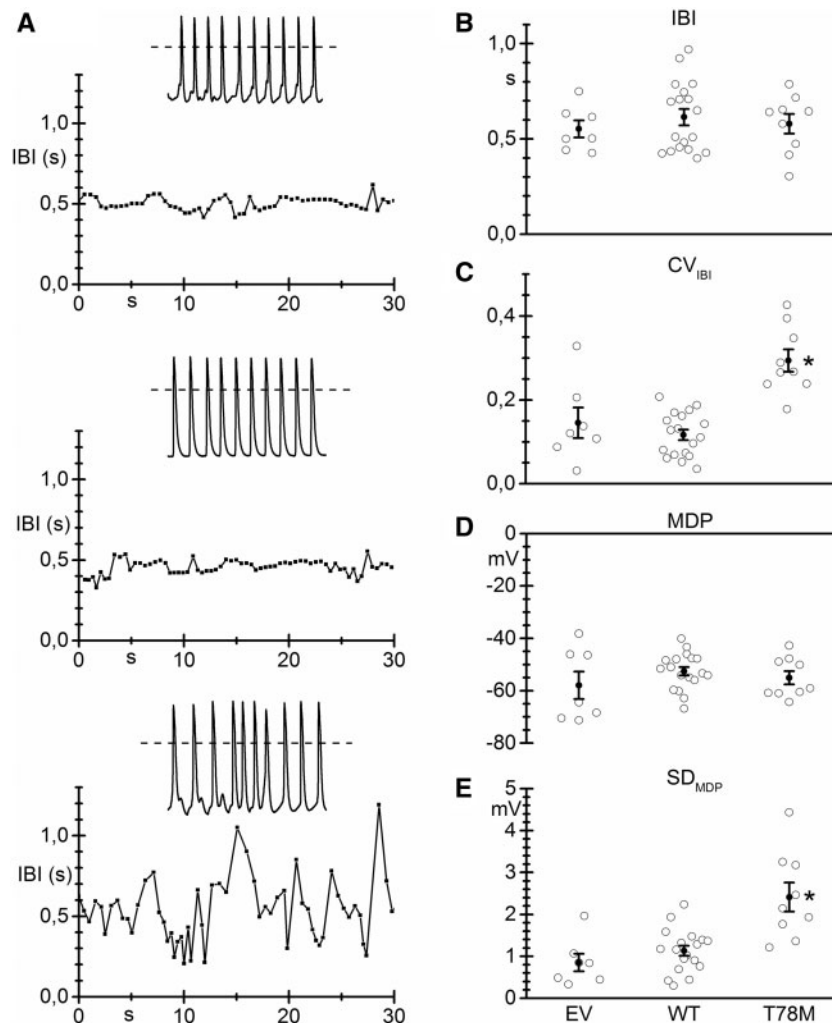 A
1,0
IBI (s)
0,5
0,0
0 s 10 20 30
1,0
IBI (s)
0,5
0,0
0 s 10 20 30
1,0
IBI (s)
0,5
0,0
0 s 10 20 30
B IBI
1,0
s
0,5
0,0
C CV_IBI
0,4
0,2
*
0,0
D MDP
0
mV
-20
-40
-60
-80
E SD_MDP
5
mV
4
3
2
*
1
0
EV WT T78M